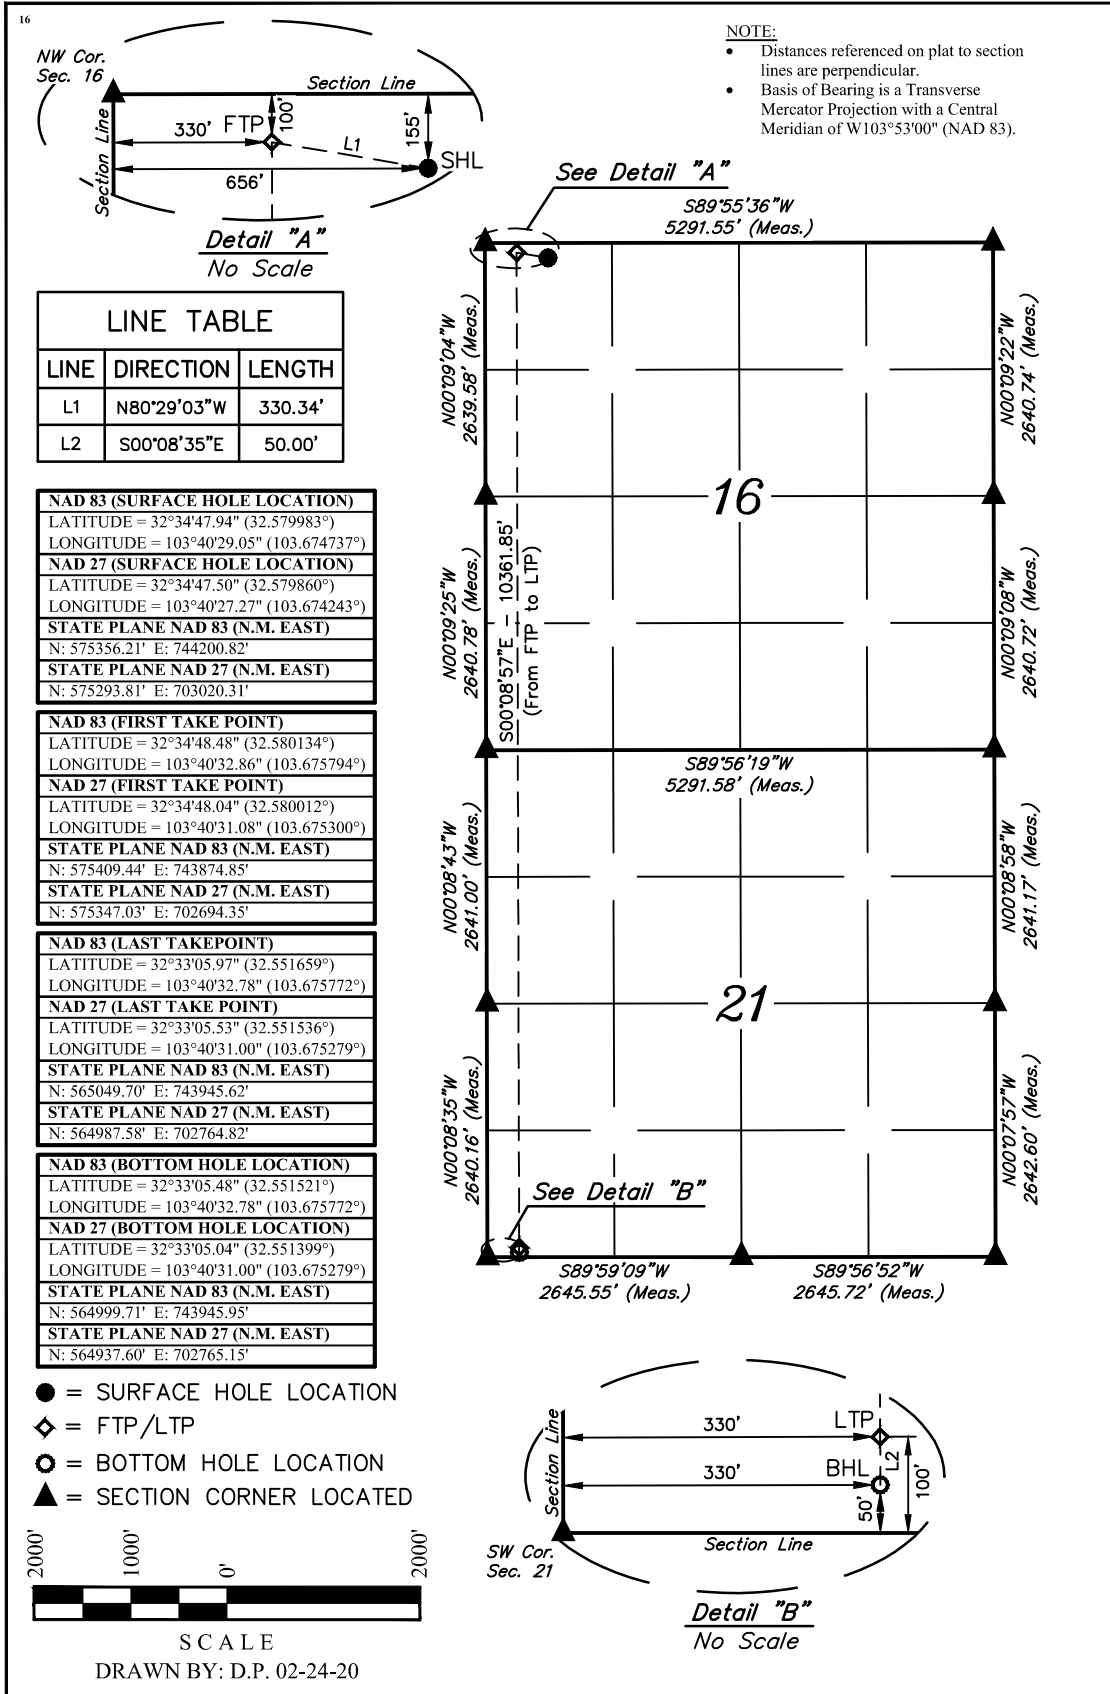 16
NW Cor.
Sec. 16
Section Line
Section Line
330'
FTP
100'
155'
L1
SHL
656'
Detail "A"
No Scale
NOTE:
• Distances referenced on plat to section
lines are perpendicular.
• Basis of Bearing is a Transverse
Mercator Projection with a Central
Meridian of W103°53'00" (NAD 83).
See Detail "A"
S89°55'36"W
5291.55' (Meas.)
LINE TABLE
LINE DIRECTION LENGTH
L1 N80°29'03"W 330.34'
L2 S00°08'35"E 50.00'
N00°09'04"W
2639.58' (Meas.)
N00°09'22"W
2640.74' (Meas.)
16
N00°09'25"W
2640.78' (Meas.)
S00°08'57"E - 10361.85'
(From FTP to LTP)
N00°09'08"W
2640.72' (Meas.)
S89°56'19"W
5291.58' (Meas.)
N00°08'43"W
2641.00' (Meas.)
N00°08'58"W
2641.17' (Meas.)
21
N00°08'35"W
2640.16' (Meas.)
N00°07'57"W
2642.60' (Meas.)
See Detail "B"
S89°59'09"W
2645.55' (Meas.)
S89°56'52"W
2645.72' (Meas.)
NAD 83 (SURFACE HOLE LOCATION)
LATITUDE = 32°34'47.94" (32.579983°)
LONGITUDE = 103°40'29.05" (103.674737°)
NAD 27 (SURFACE HOLE LOCATION)
LATITUDE = 32°34'47.50" (32.579860°)
LONGITUDE = 103°40'27.27" (103.674243°)
STATE PLANE NAD 83 (N.M. EAST)
N: 575356.21' E: 744200.82'
STATE PLANE NAD 27 (N.M. EAST)
N: 575293.81' E: 703020.31'
NAD 83 (FIRST TAKE POINT)
LATITUDE = 32°34'48.48" (32.580134°)
LONGITUDE = 103°40'32.86" (103.675794°)
NAD 27 (FIRST TAKE POINT)
LATITUDE = 32°34'48.04" (32.580012°)
LONGITUDE = 103°40'31.08" (103.675300°)
STATE PLANE NAD 83 (N.M. EAST)
N: 575409.44' E: 743874.85'
STATE PLANE NAD 27 (N.M. EAST)
N: 575347.03' E: 702694.35'
NAD 83 (LAST TAKEPOINT)
LATITUDE = 32°33'05.97" (32.551659°)
LONGITUDE = 103°40'32.78" (103.675772°)
NAD 27 (LAST TAKE POINT)
LATITUDE = 32°33'05.53" (32.551536°)
LONGITUDE = 103°40'31.00" (103.675279°)
STATE PLANE NAD 83 (N.M. EAST)
N: 565049.70' E: 743945.62'
STATE PLANE NAD 27 (N.M. EAST)
N: 564987.58' E: 702764.82'
NAD 83 (BOTTOM HOLE LOCATION)
LATITUDE = 32°33'05.48" (32.551521°)
LONGITUDE = 103°40'32.78" (103.675772°)
NAD 27 (BOTTOM HOLE LOCATION)
LATITUDE = 32°33'05.04" (32.551399°)
LONGITUDE = 103°40'31.00" (103.675279°)
STATE PLANE NAD 83 (N.M. EAST)
N: 564999.71' E: 743945.95'
STATE PLANE NAD 27 (N.M. EAST)
N: 564937.60' E: 702765.15'
= SURFACE HOLE LOCATION
= FTP/LTP
= BOTTOM HOLE LOCATION
= SECTION CORNER LOCATED
2000'
1000'
0'
2000'
SCALE
DRAWN BY: D.P. 02-24-20
Section Line
330'
LTP
330'
BHL
L2
50'
100'
Section Line
SW Cor.
Sec. 21
Detail "B"
No Scale